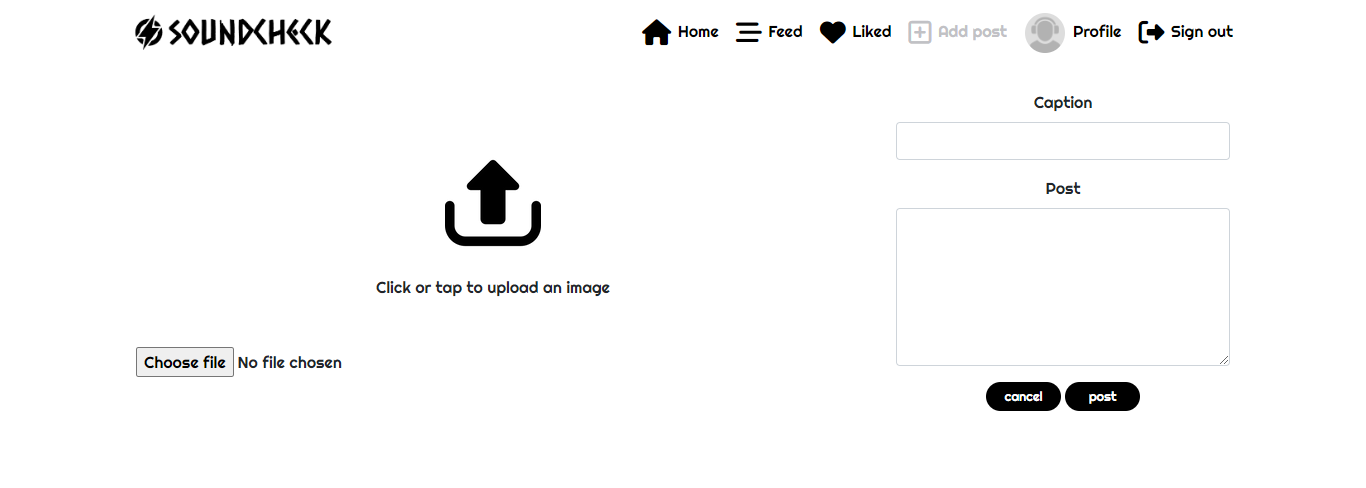 SOUNDCHECK
Home Feed Liked Add post Profile Sign out
Caption
Post
Click or tap to upload an image
Choose file No file chosen
cancel post